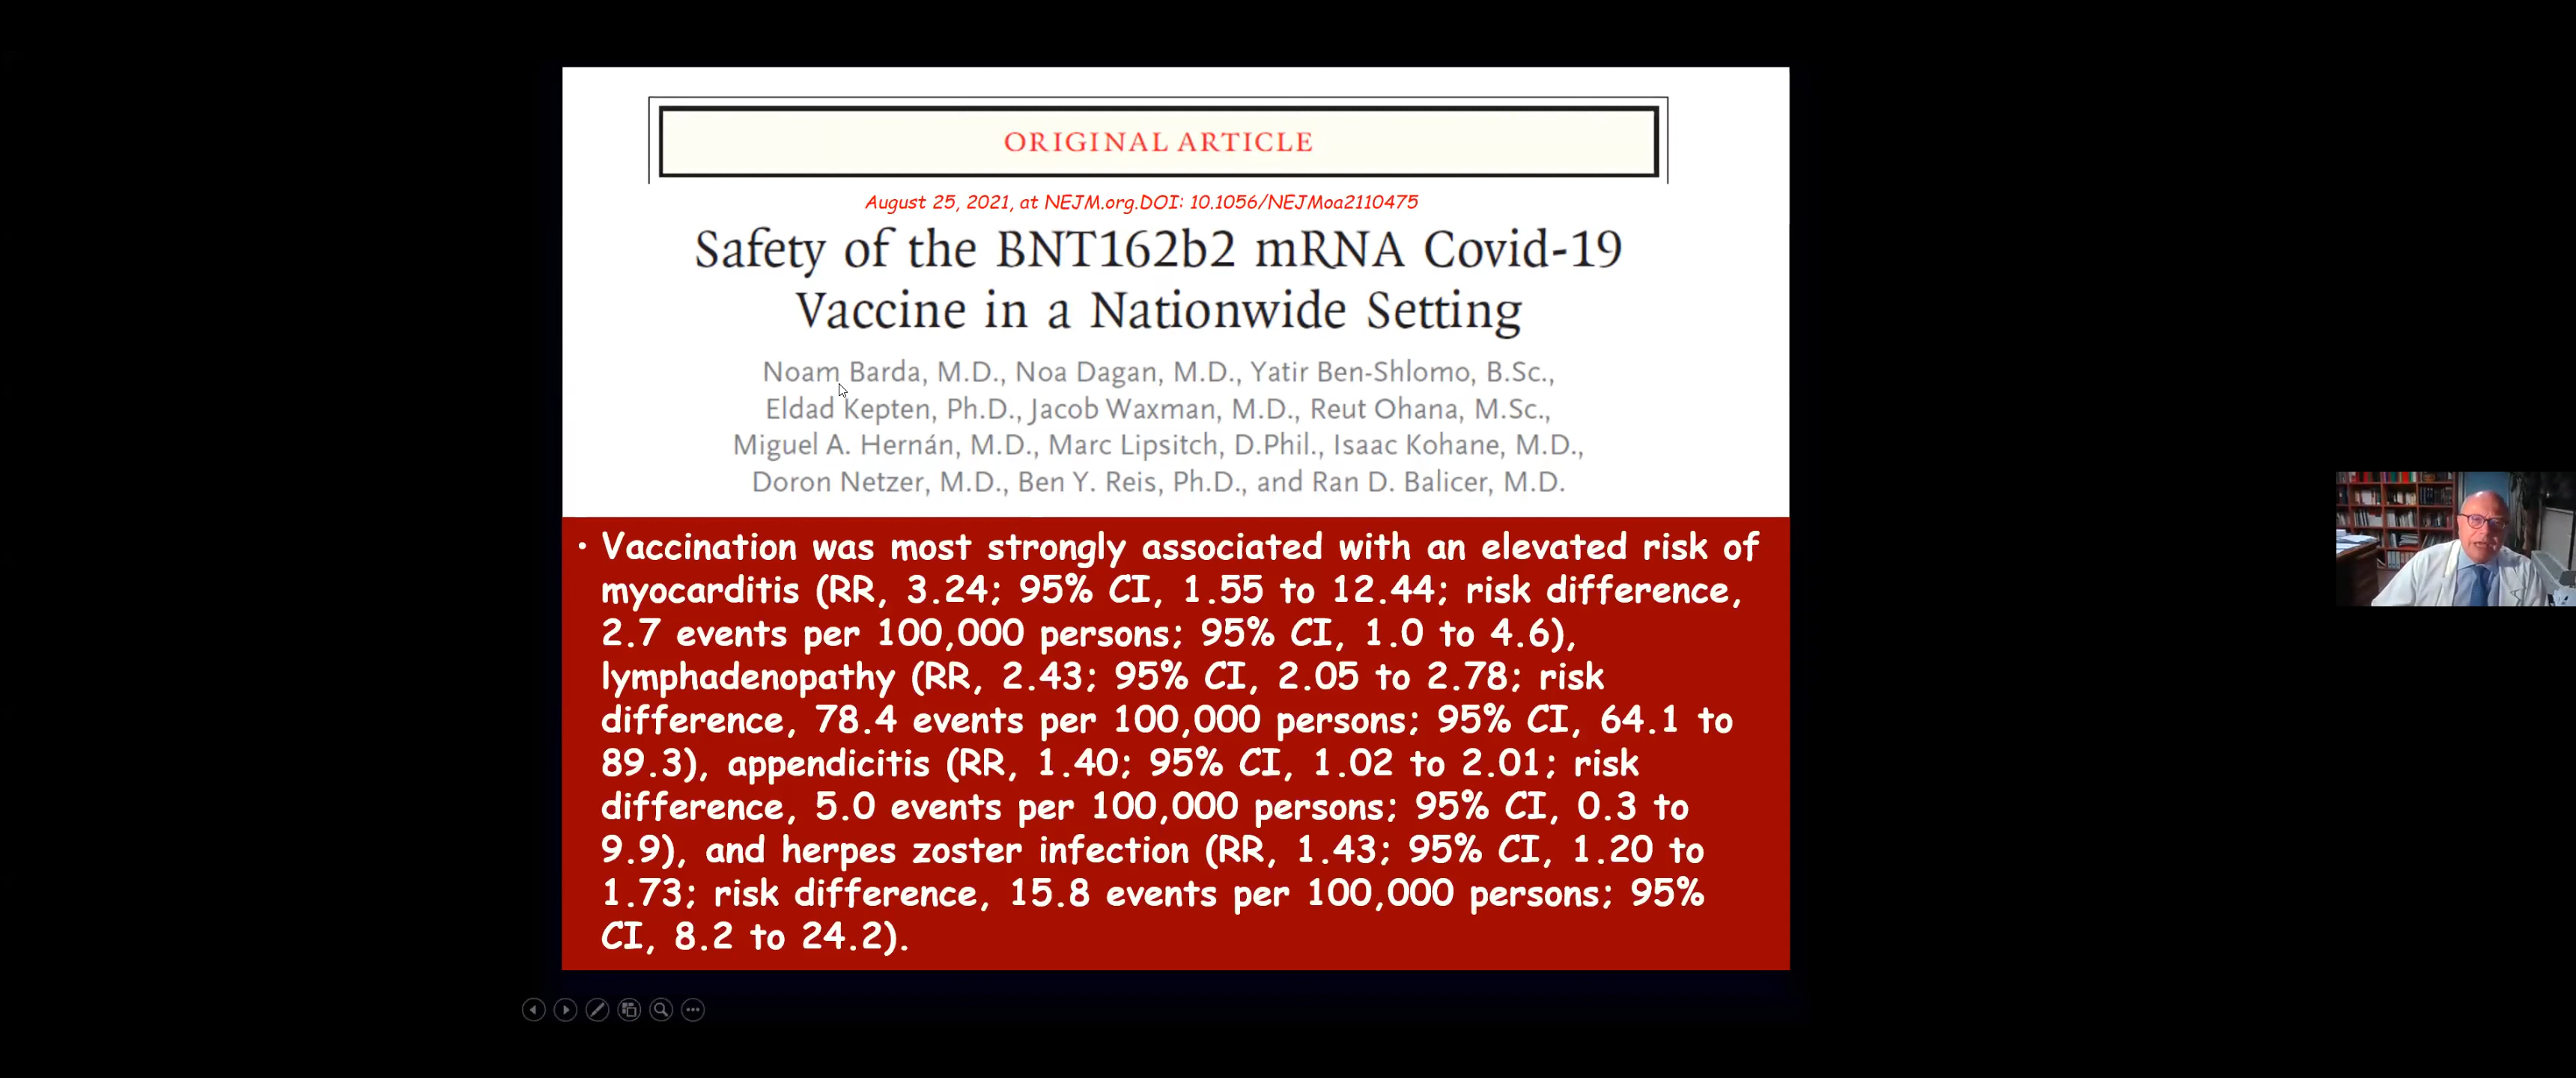 ORIGINAL ARTICLE
August 25, 2021, at NEJM.org.DOI: 10.1056/NEJMoa2110475
Safety of the BNT162b2 mRNA Covid-19
Vaccine in a Nationwide Setting
Noam Barda, M.D., Noa Dagan, M.D., Yatir Ben-Shlomo, B.Sc.,
Eldad Kepten, Ph.D., Jacob Waxman, M.D., Reut Ohana, M.Sc.,
Miguel A. Hernán, M.D., Marc Lipsitch, D.Phil., Isaac Kohane, M.D.,
Doron Netzer, M.D., Ben Y. Reis, Ph.D., and Ran D. Balicer, M.D.
• Vaccination was most strongly associated with an elevated risk of
myocarditis (RR, 3.24; 95% CI, 1.55 to 12.44; risk difference,
2.7 events per 100,000 persons; 95% CI, 1.0 to 4.6),
lymphadenopathy (RR, 2.43; 95% CI, 2.05 to 2.78; risk
difference, 78.4 events per 100,000 persons; 95% CI, 64.1 to
89.3), appendicitis (RR, 1.40; 95% CI, 1.02 to 2.01; risk
difference, 5.0 events per 100,000 persons; 95% CI, 0.3 to
9.9), and herpes zoster infection (RR, 1.43; 95% CI, 1.20 to
1.73; risk difference, 15.8 events per 100,000 persons; 95%
CI, 8.2 to 24.2).